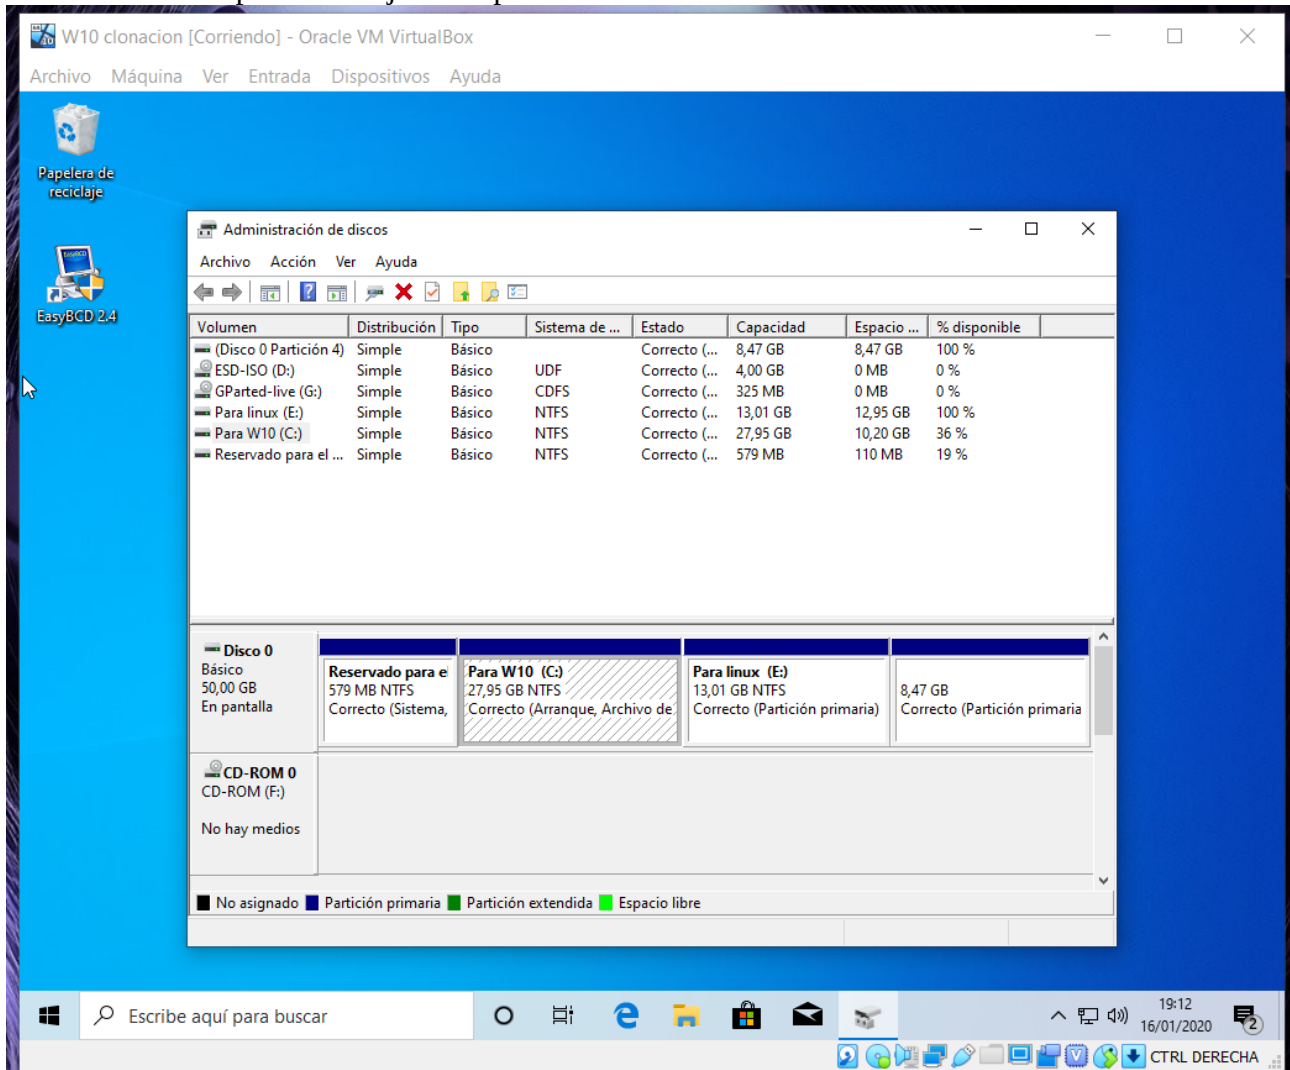 W10 clonacion [Corriendo] - Oracle VM VirtualBox
Archivo Máquina Ver Entrada Dispositivos Ayuda
Papelera de
reciclaje
EasyBCD 2.4
Administración de discos
Archivo Acción Ver Ayuda
Volumen Distribución Tipo Sistema de ... Estado Capacidad Espacio ... % disponible
(Disco 0 Partición 4) Simple Básico Correcto (... 8,47 GB 8,47 GB 100 %
ESD-ISO (D:) Simple Básico UDF Correcto (... 4,00 GB 0 MB 0 %
GParted-live (G:) Simple Básico CDFS Correcto (... 325 MB 0 MB 0 %
Para linux (E:) Simple Básico NTFS Correcto (... 13,01 GB 12,95 GB 100 %
Para W10 (C:) Simple Básico NTFS Correcto (... 27,95 GB 10,20 GB 36 %
Reservado para el ... Simple Básico NTFS Correcto (... 579 MB 110 MB 19 %
Disco 0
Básico
50,00 GB
En pantalla
Reservado para e
579 MB NTFS
Correcto (Sistema,
Para W10 (C:)
27,95 GB NTFS
Correcto (Arranque, Archivo de
Para linux (E:)
13,01 GB NTFS
Correcto (Partición primaria)
8,47 GB
Correcto (Partición primaria
CD-ROM 0
CD-ROM (F:)
No hay medios
No asignado Partición primaria Partición extendida Espacio libre
Escribe aquí para buscar
19:12
16/01/2020
2
CTRL DERECHA